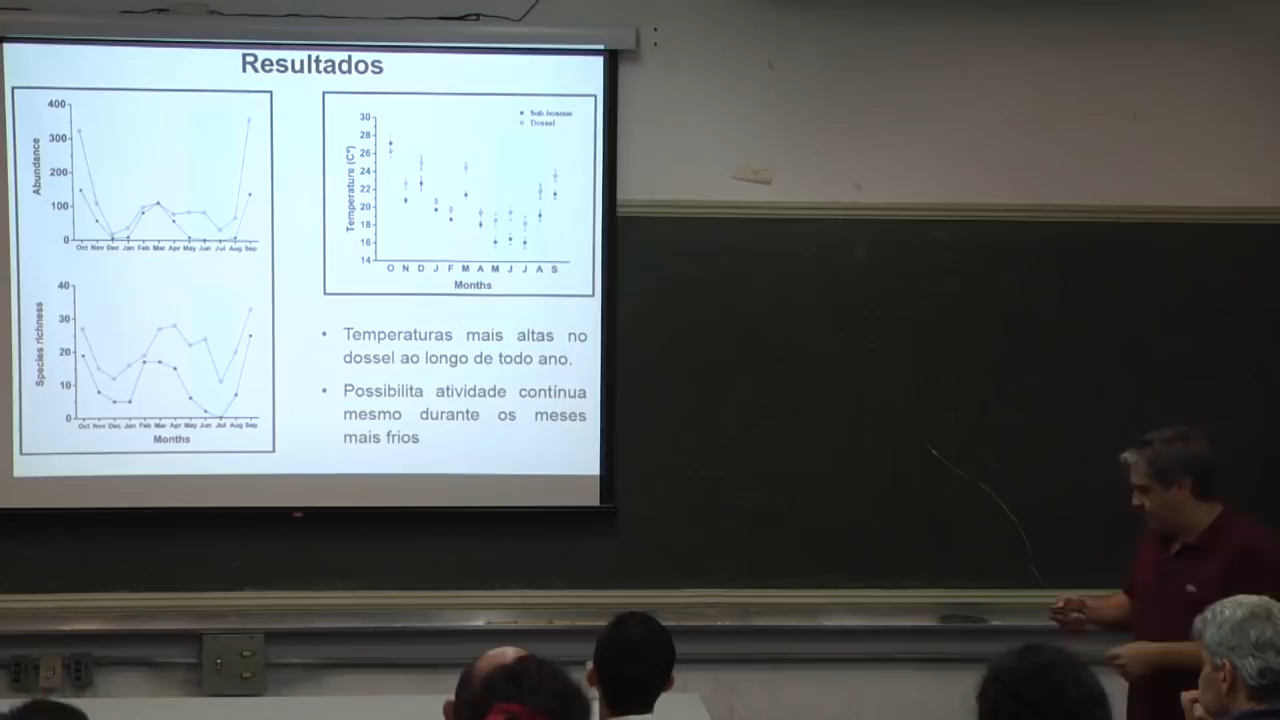 Resultados
400
300
200
100
0
Abundance
Oct Nov Dec Jan Feb Mar Apr May Jun Jul Aug Sep
40
30
20
10
0
Species richness
Oct Nov Dec Jan Feb Mar Apr May Jun Jul Aug Sep
Months
30
28
26
24
22
20
18
16
14
Temperature (Cº)
Sub-bosque
Dossel
O N D J F M A M J J A S
Months
• Temperaturas mais altas no
dossel ao longo de todo ano.
• Possibilita atividade contínua
mesmo durante os meses
mais frios